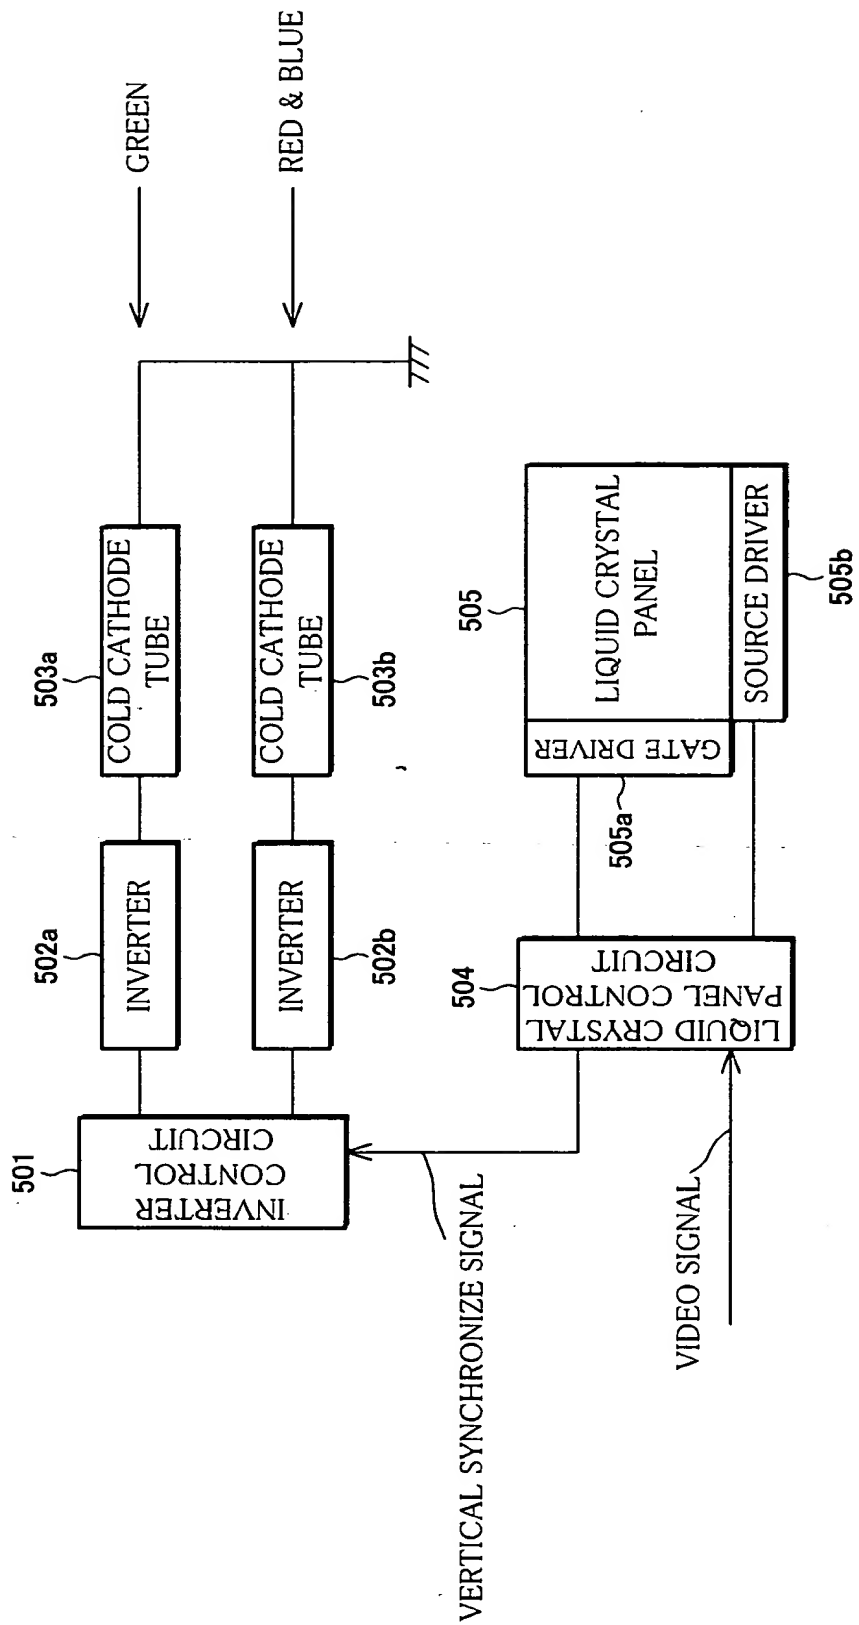 GREEN
RED & BLUE
503a
COLD CATHODE
TUBE
COLD CATHODE
TUBE
503b
502a
INVERTER
INVERTER
502b
501
INVERTER
CONTROL
CIRCUIT
VERTICAL SYNCHRONIZE SIGNAL
505
LIQUID CRYSTAL
PANEL
GATE DRIVER
505a
SOURCE DRIVER
505b
504
LIQUID CRYSTAL
PANEL CONTROL
CIRCUIT
VIDEO SIGNAL